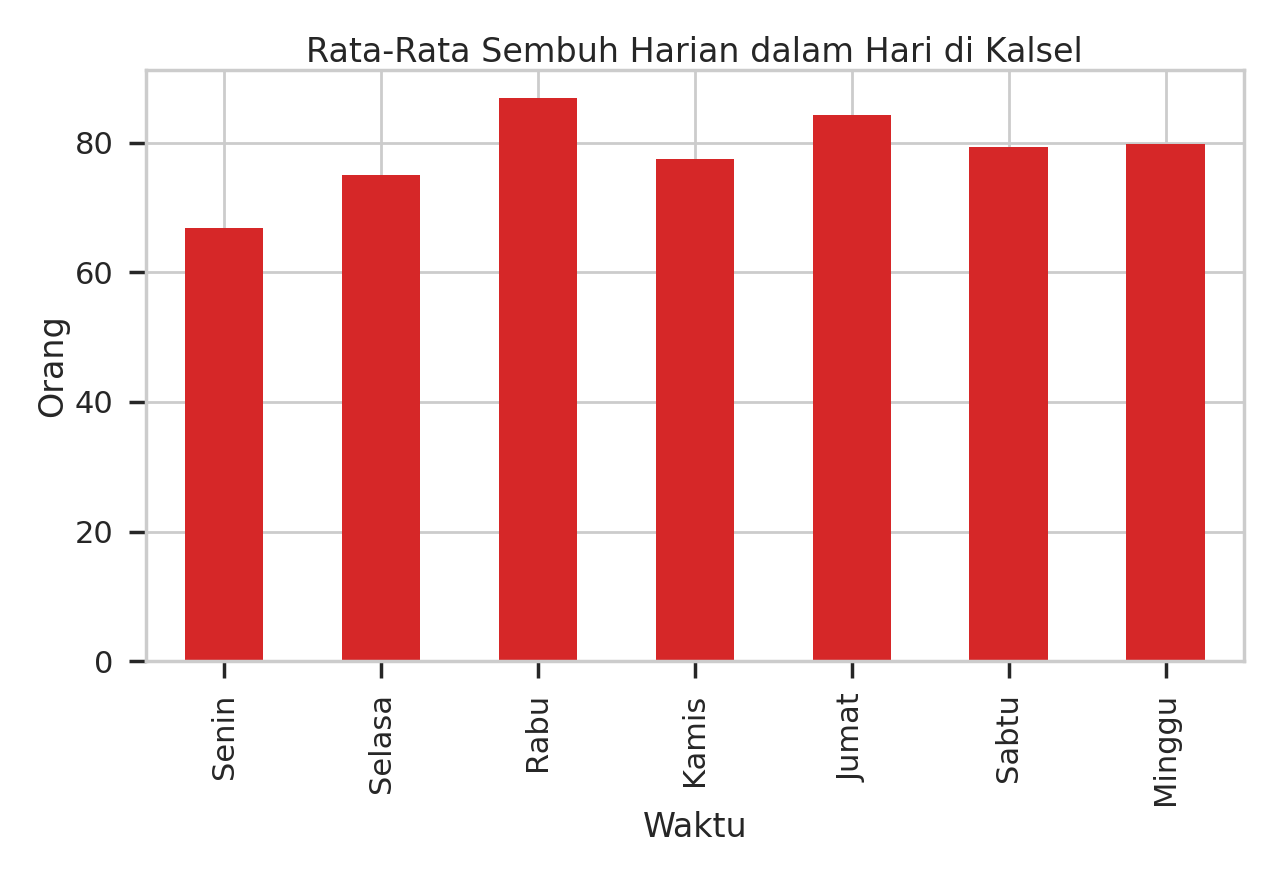 Rata-Rata Sembuh Harian dalam Hari di Kalsel
80
60
40
20
0
Orang
Senin
Selasa
Rabu
Kamis
Jumat
Sabtu
Minggu
Waktu